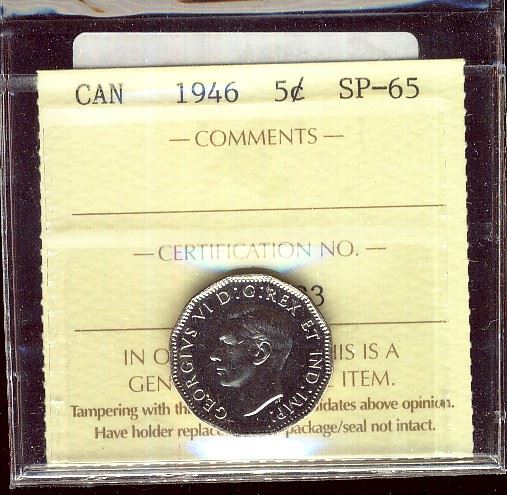 CAN 1946 5¢ SP-65
— COMMENTS —
— CERTIFICATION NO. —
GEORGIVS VI D:G:REX ET IND:IMP:
IN IS A
ITEM.
Tampering with above opinion.
Have holder package/seal not intact.